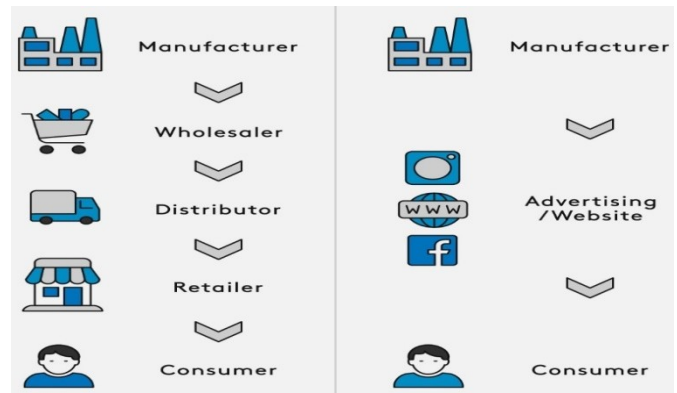 Manufacturer
Wholesaler
Distributor
Retailer
Consumer
Manufacturer
WWW
Advertising
/Website
Consumer